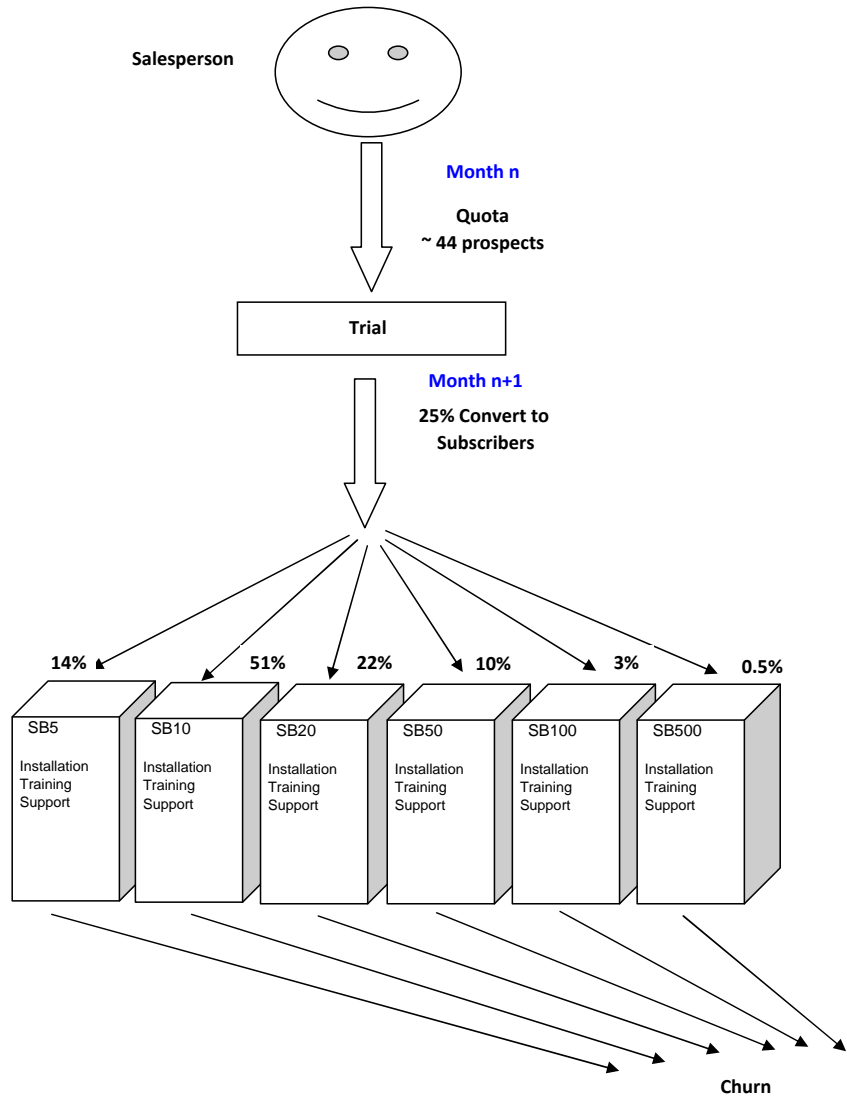 Salesperson
Month n
Quota
~ 44 prospects
Trial
Month n+1
25% Convert to
Subscribers
14%
51%
22%
10%
3%
0.5%
SB5
Installation
Training
Support
SB10
Installation
Training
Support
SB20
Installation
Training
Support
SB50
Installation
Training
Support
SB100
Installation
Training
Support
SB500
Installation
Training
Support
Churn